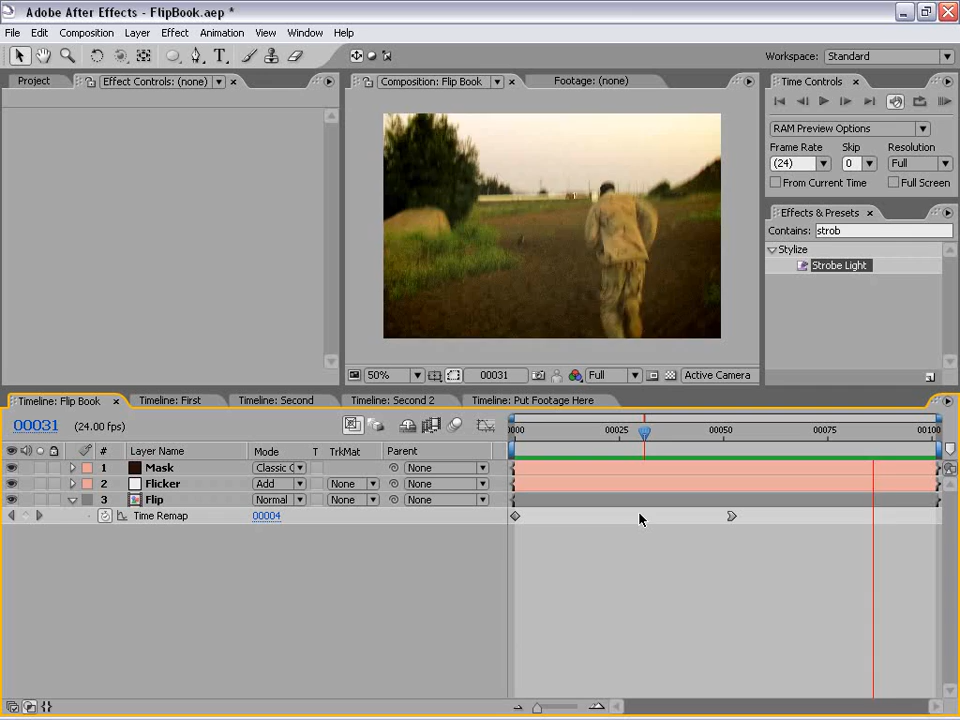 Adobe After Effects - FlipBook.aep *
File Edit Composition Layer Effect Animation View Window Help
Workspace: Standard
Project Effect Controls: (none)
Composition: Flip Book Footage: (none)
Time Controls
RAM Preview Options
Frame Rate Skip Resolution
(24) 0 Full
From Current Time Full Screen
Effects & Presets
Contains: strob
Stylize
Strobe Light
50% 00031 Full Active Camera
Timeline: Flip Book Timeline: First Timeline: Second Timeline: Second 2 Timeline: Put Footage Here
00031 (24.00 fps)
0000 00025 00050 00075 00100
# Layer Name Mode T TrkMat Parent
1 Mask Classic C None
2 Flicker Add None None
3 Flip Normal None None
Time Remap 00004